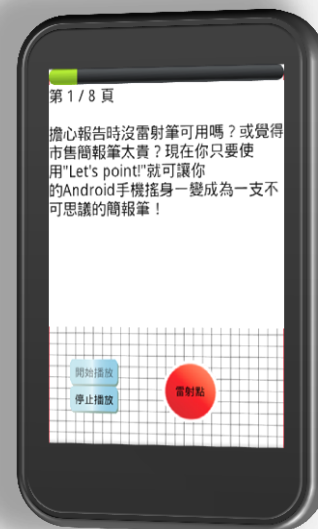 第 1 / 8 頁
擔心報告時沒雷射筆可用嗎？或覺得
市售簡報筆太貴？現在你只要使
用"Let's point!"就可讓你
的Android手機搖身一變成為一支不
可思議的簡報筆！
開始播放
停止播放
雷射點